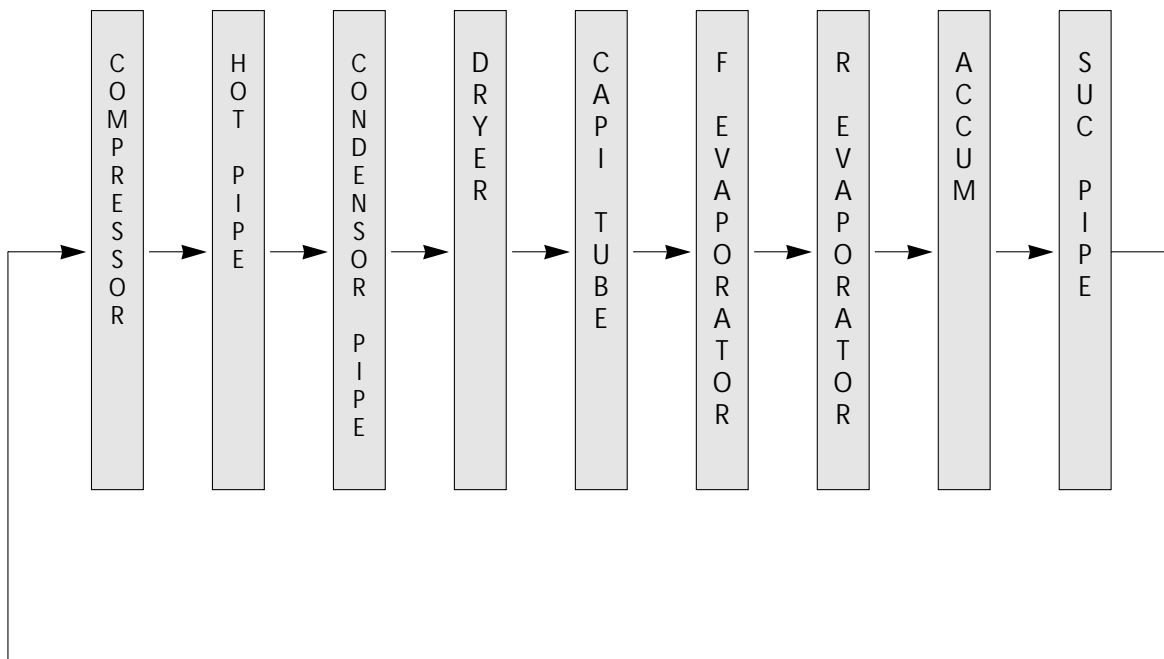 COMPRESSOR
HOT PIPE
CONDENSOR PIPE
DRYER
CAPI TUBE
F EVAPORATOR
R EVAPORATOR
ACCUM
SUC PIPE